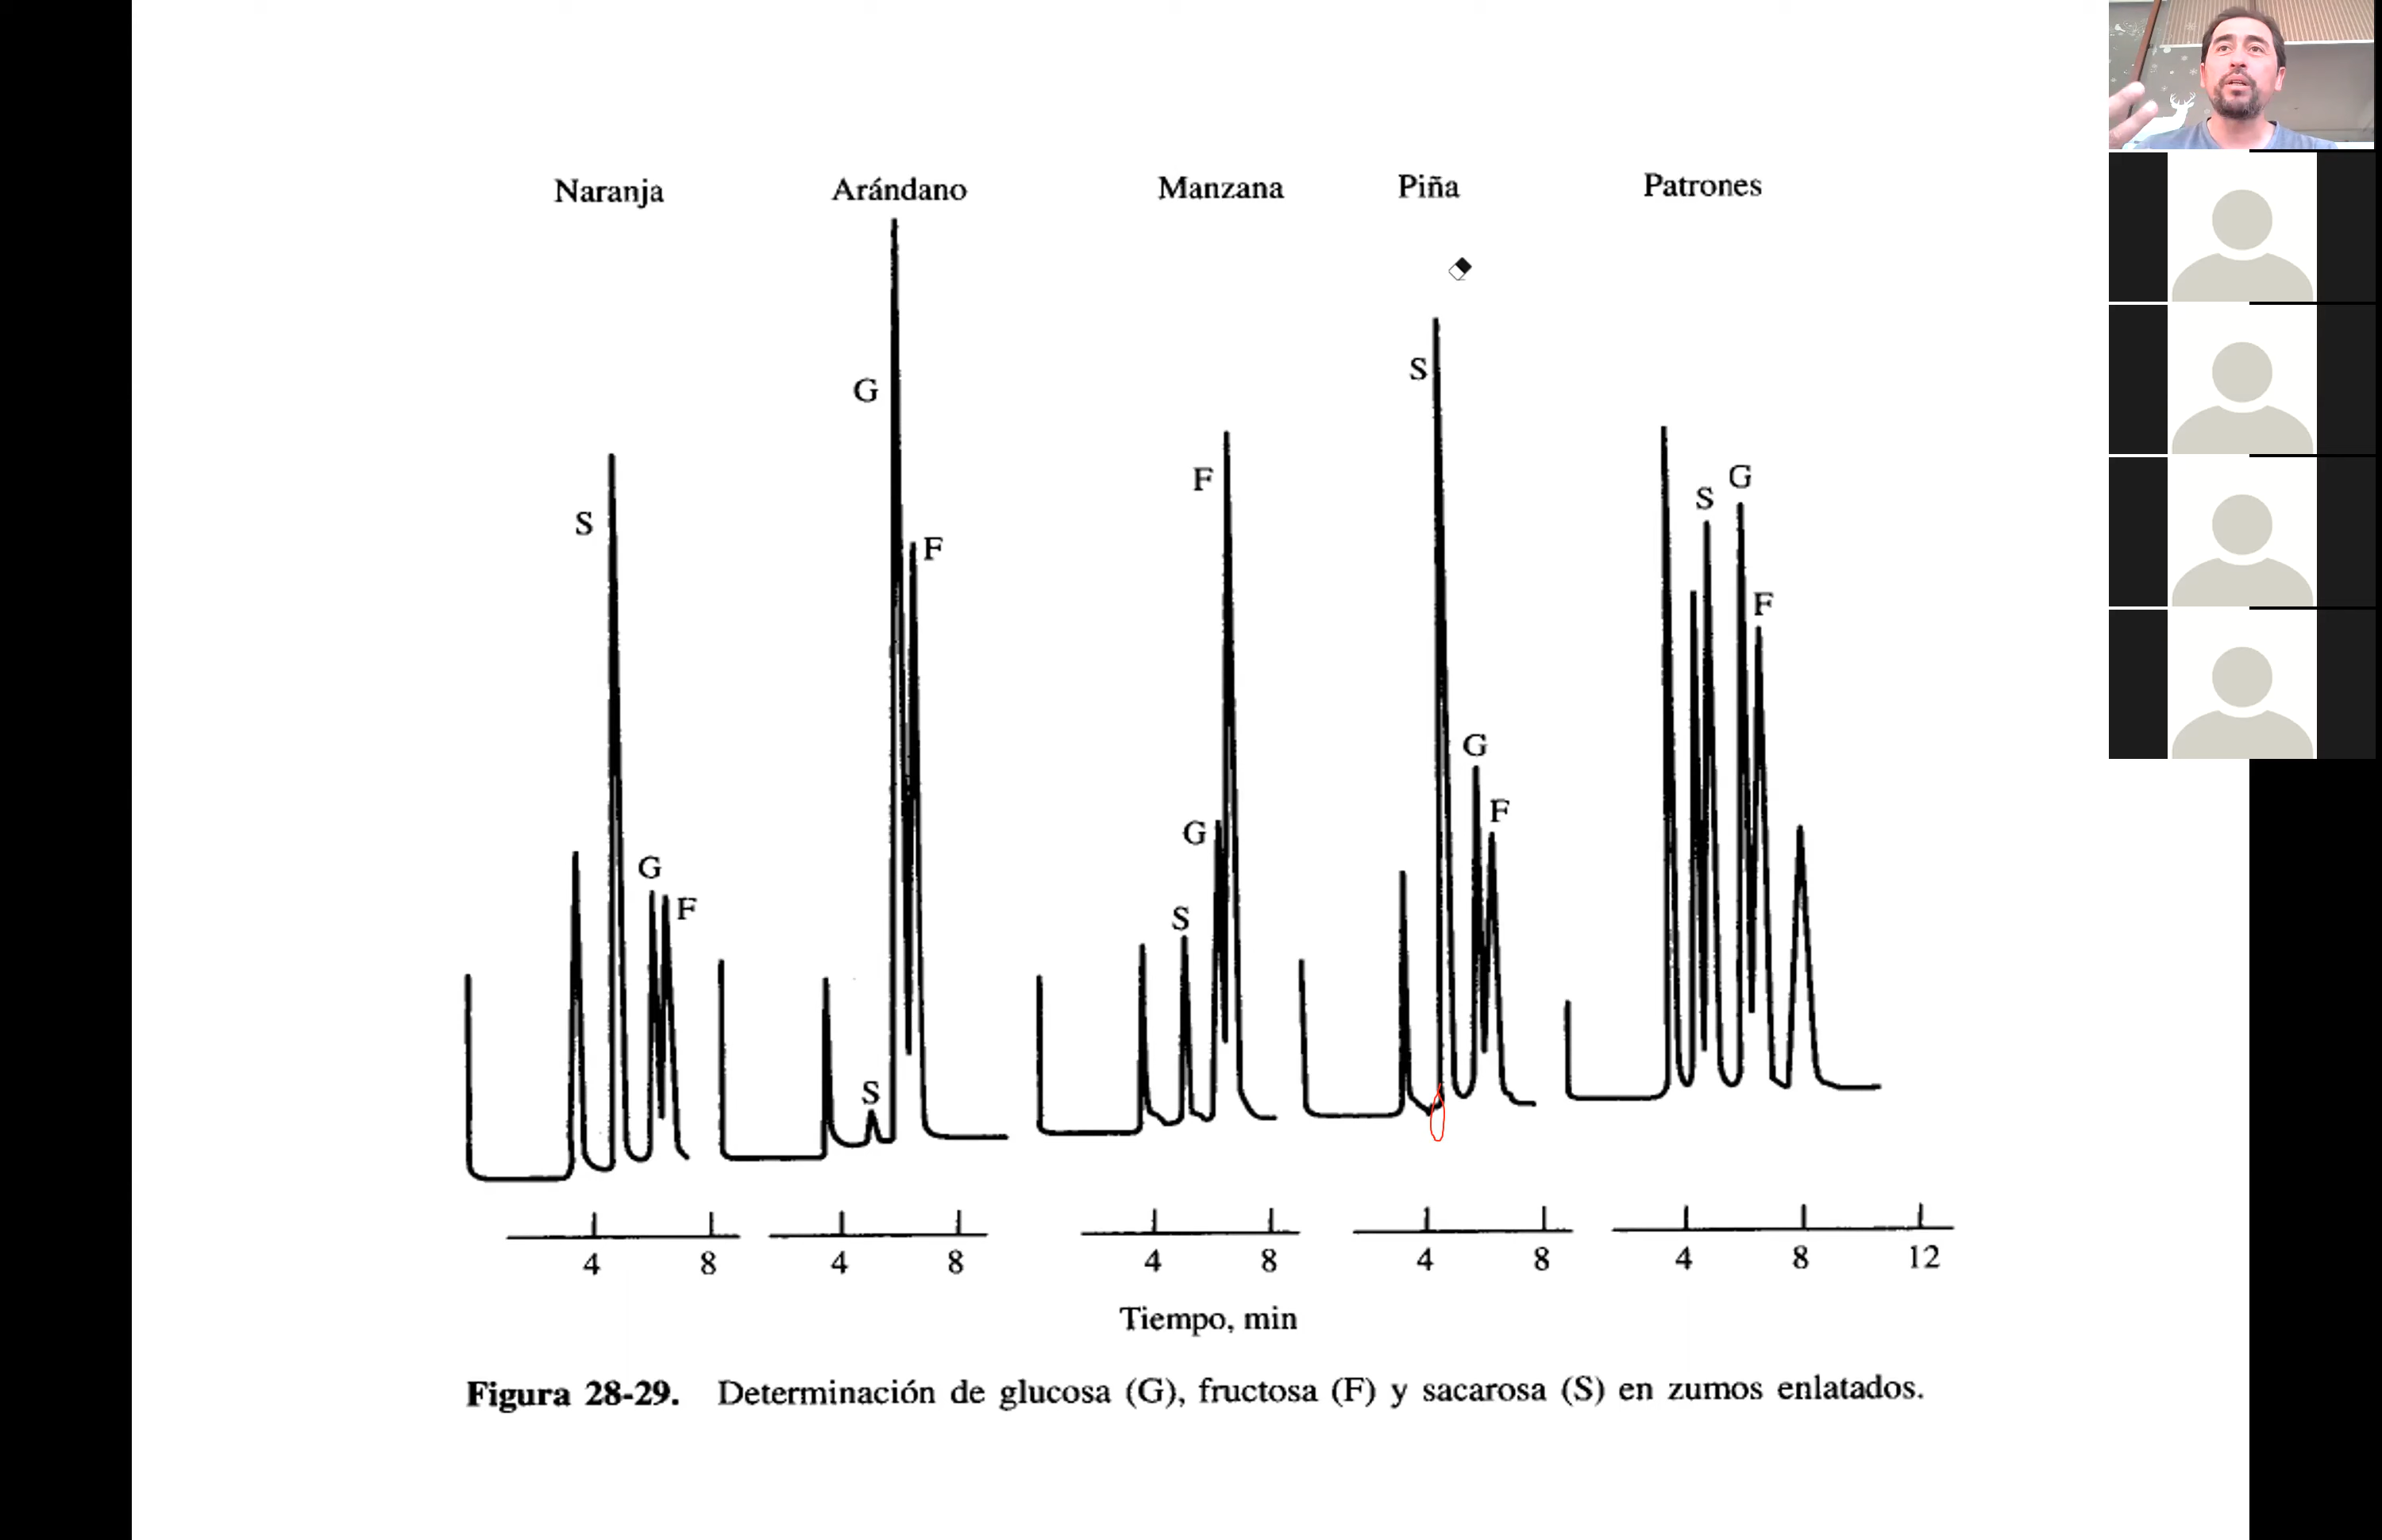 Naranja
Arándano
Manzana
Piña
Patrones
S
G
F
G
F
S
F
G
S
S
G
F
S
G
F
4 8
4 8
4 8
4 8
4 8 12
Tiempo, min
Figura 28-29. Determinación de glucosa (G), fructosa (F) y sacarosa (S) en zumos enlatados.